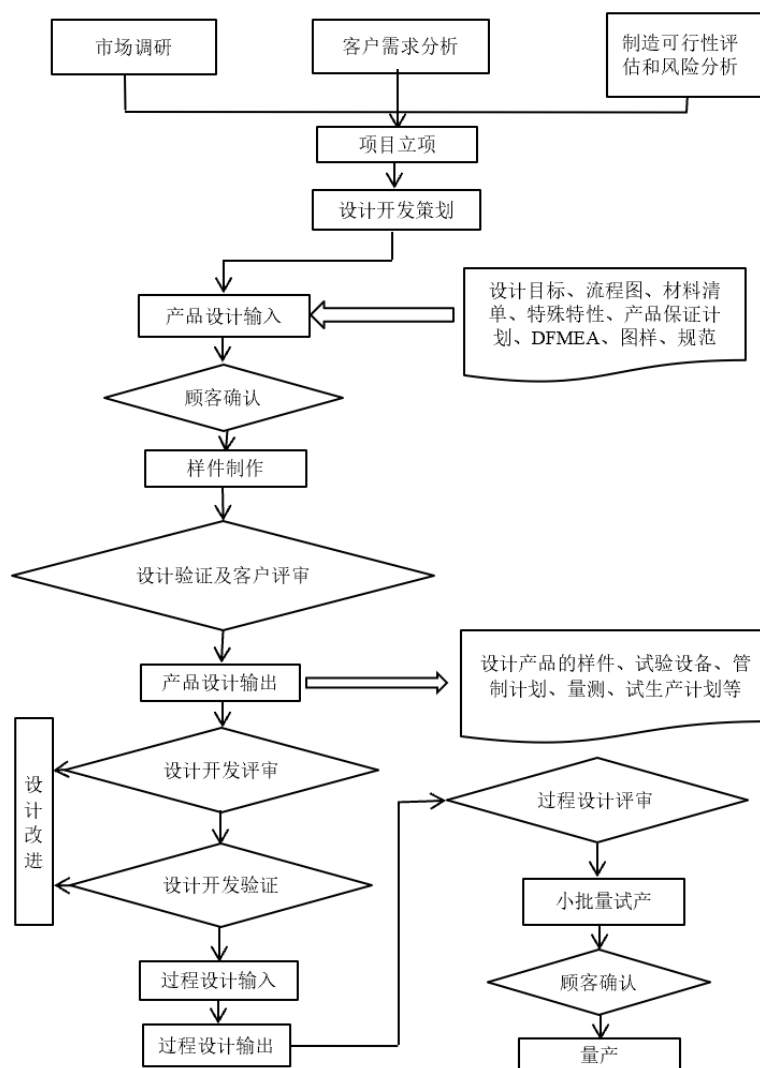 市场调研
客户需求分析
制造可行性评
估和风险分析
项目立项
设计开发策划
产品设计输入
设计目标、流程图、材料清
单、特殊特性、产品保证计
划、DFMEA、图样、规范
顾客确认
样件制作
设计验证及客户评审
产品设计输出
设计产品的样件、试验设备、管
制计划、量测、试生产计划等
设计改进
设计开发评审
设计开发验证
过程设计输入
过程设计输出
过程设计评审
小批量试产
顾客确认
量产